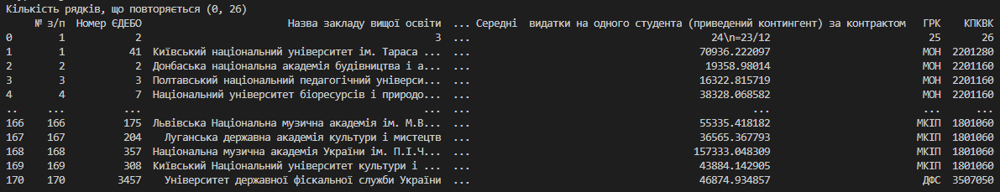 Кількість рядків, що повторяється (0, 26)
№ з/п Номер ЄДЕБО Назва закладу вищої освіти ... Середні видатки на одного студента (приведений контингент) за контрактом ГРК КПКВК
0 1 2 3 ... 24\n=23/12 25 26
1 1 41 Київський національний університет ім. Тараса ... ... 70936.222097 МОН 2201280
2 2 2 Донбаська національна академія будівництва і а... ... 19358.98014 МОН 2201160
3 3 3 Полтавський національний педагогічний універси... ... 16322.815719 МОН 2201160
4 4 7 Національний університет біоресурсів і природо... ... 38328.068582 МОН 2201160
.. ... ... ... ... ... ... ...
166 166 175 Львівська Національна музична академія ім. М.В... ... 55335.418182 МКІП 1801060
167 167 204 Луганська державна академія культури і мистецтв ... 36565.367793 МКІП 1801060
168 168 357 Національна музична академія України ім. П.І.Ч... ... 157333.048309 МКІП 1801060
169 169 308 Київський Національний університет культури і ... ... 43884.142905 МКІП 1801060
170 170 3457 Університет державної фіскальної служби України ... 46874.934857 ДФС 3507050